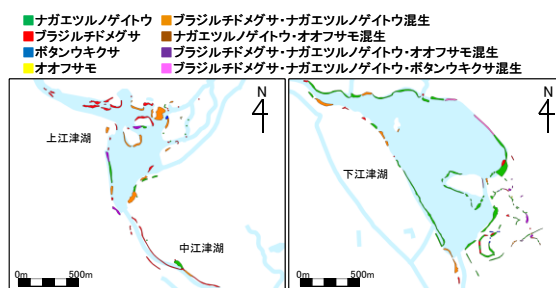 ナガエツルノゲイトウ
ブラジルチドメグサ・ナガエツルノゲイトウ混生
ブラジルチドメグサ
ナガエツルノゲイトウ・オオフサモ混生
ボタンウキクサ
ブラジルチドメグサ・ナガエツルノゲイトウ・オオフサモ混生
オオフサモ
ブラジルチドメグサ・ナガエツルノゲイトウ・ボタンウキクサ混生
N
上江津湖
中江津湖
0m 500m
N
下江津湖
0m 500m